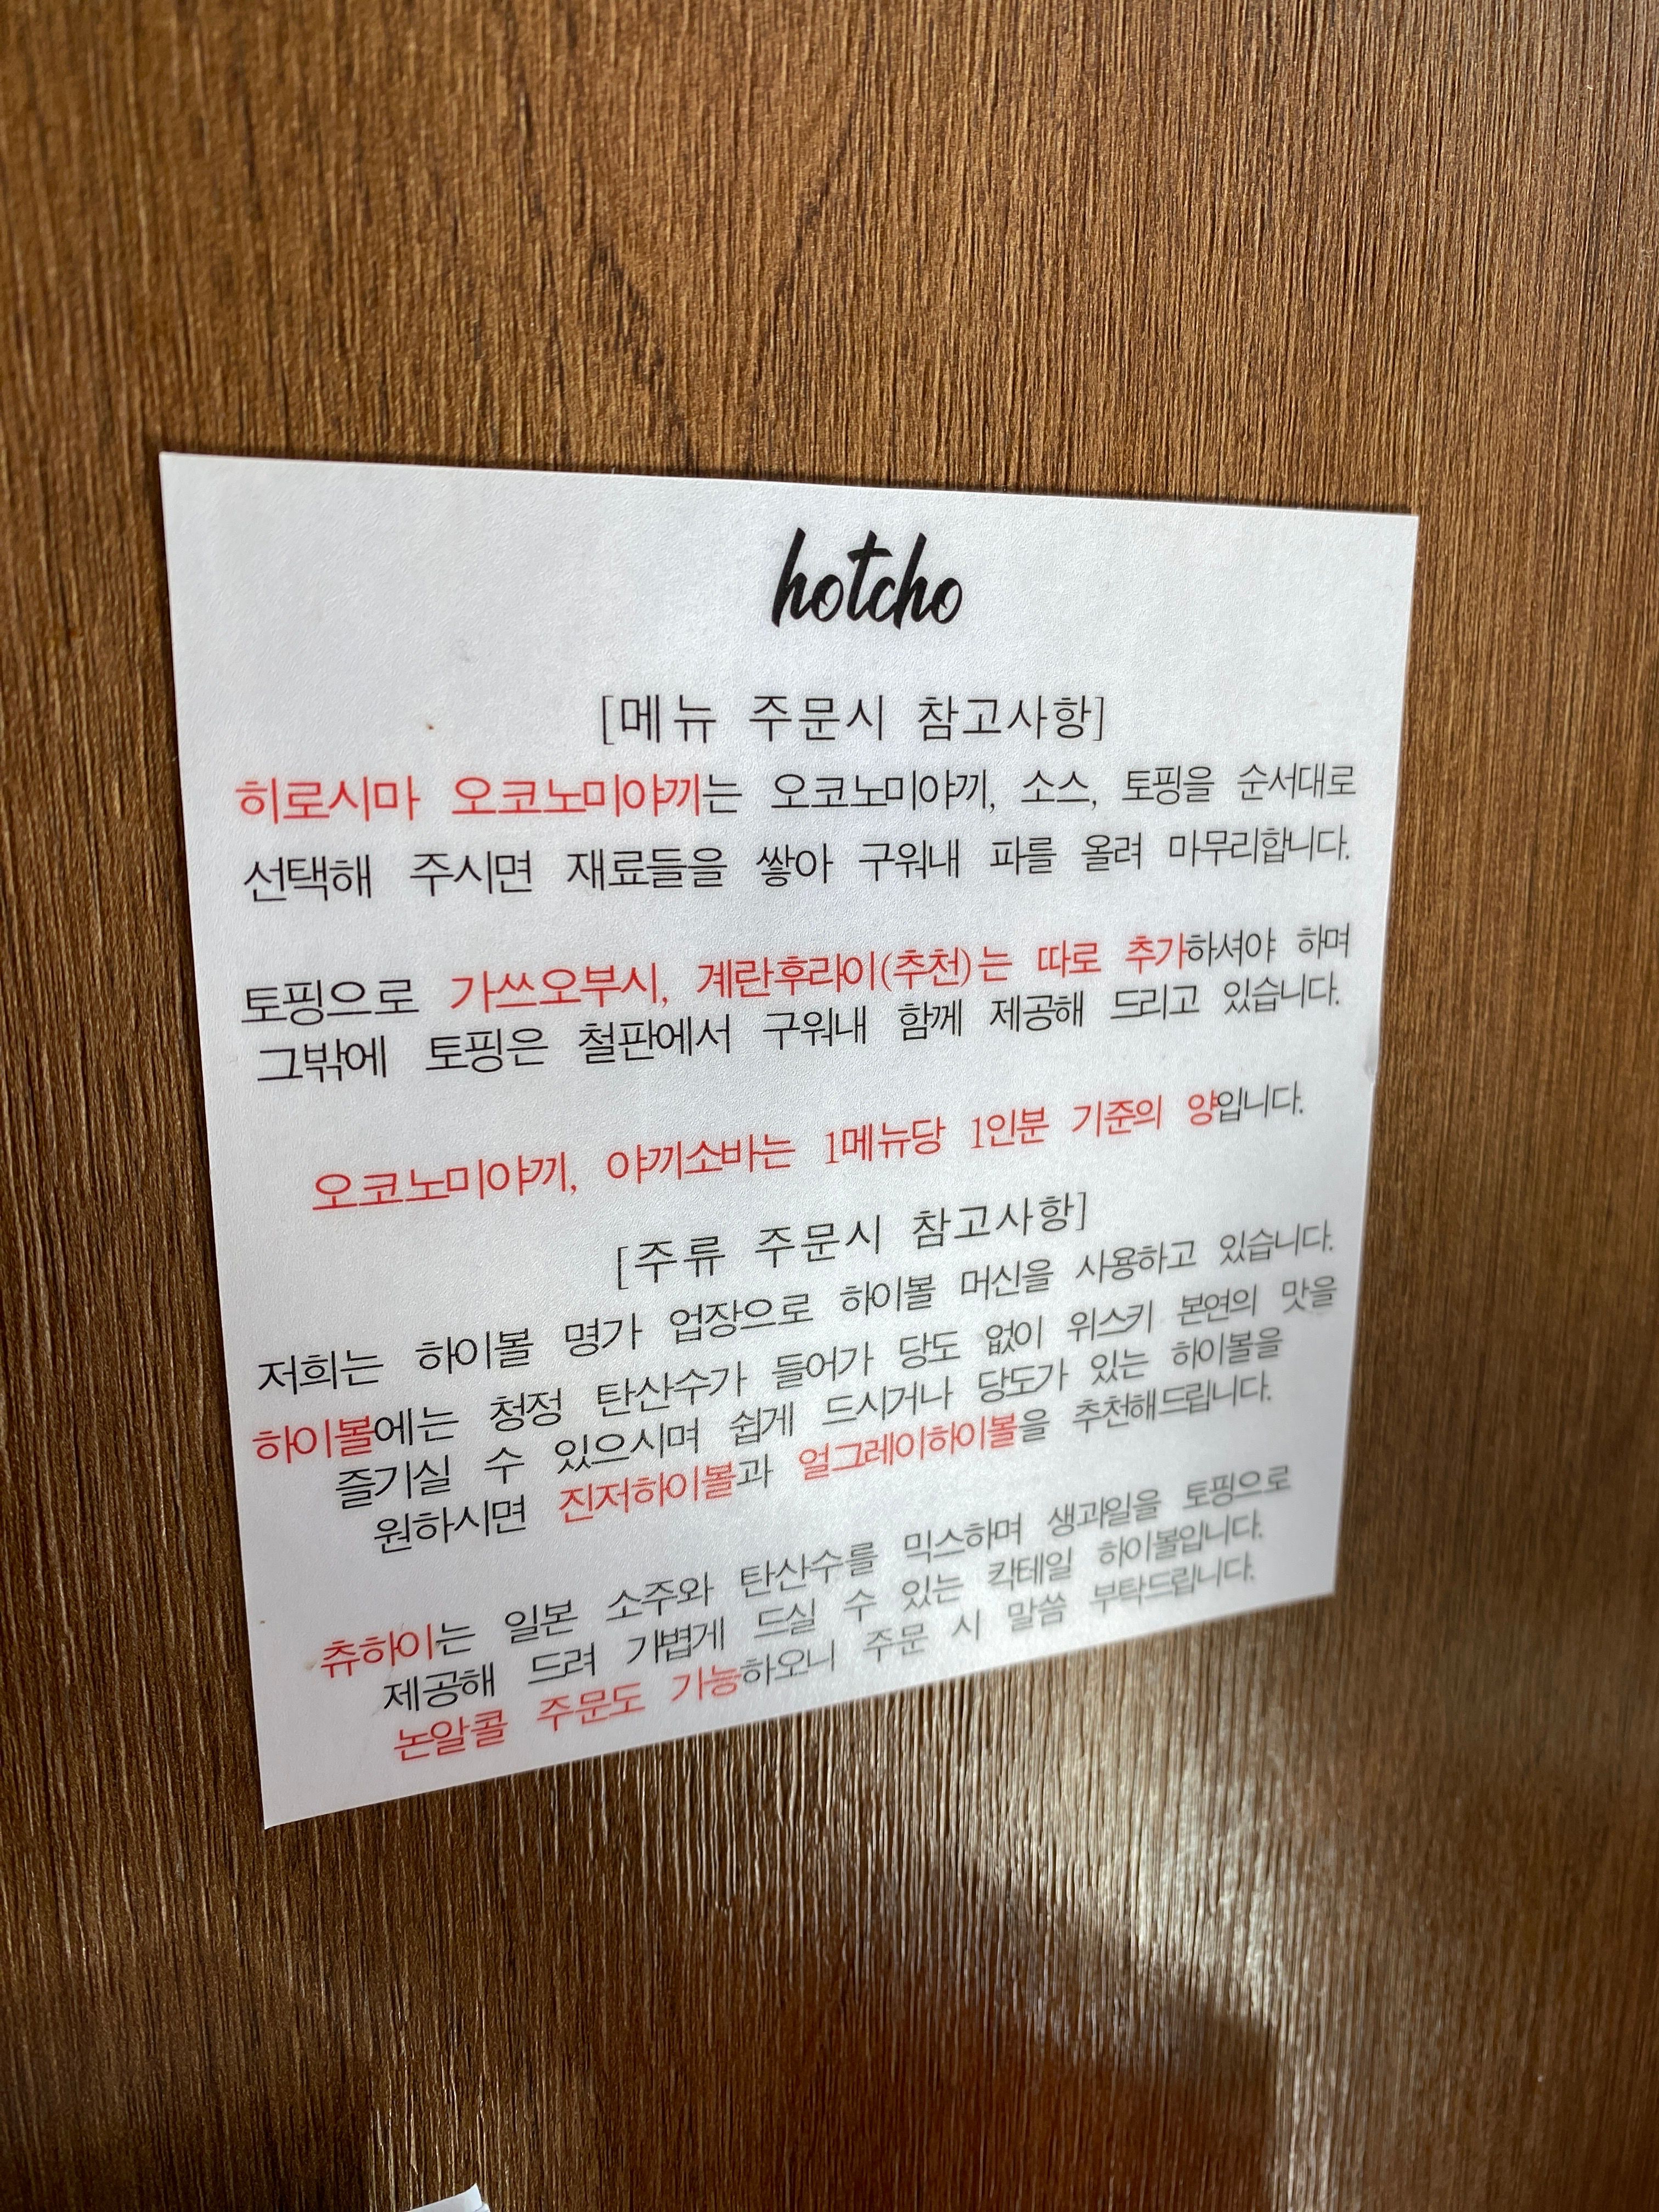 hotcho
[메뉴 주문시 참고사항]
히로시마 오코노미야끼는 오코노미야끼, 소스, 토핑을 순서대로
선택해 주시면 재료들을 쌓아 구워내 파를 올려 마무리합니다.
토핑으로 가쓰오부시, 계란후라이(추천)는 따로 추가하셔야 하며
그밖에 토핑은 철판에서 구워내 함께 제공해 드리고 있습니다.
오코노미야끼, 야끼소바는 1메뉴당 1인분 기준의 양입니다.
[주류 주문시 참고사항]
저희는 하이볼 명가 업장으로 하이볼 머신을 사용하고 있습니다.
하이볼에는 청정 탄산수가 들어가 당도 없이 위스키 본연의 맛을
즐기실 수 있으시며 쉽게 드시거나 당도가 있는 하이볼을
원하시면 진저하이볼과 얼그레이하이볼을 추천해드립니다.
츄하이는 일본 소주와 탄산수를 믹스하며 생과일을 토핑으로
제공해 드려 가볍게 드실 수 있는 칵테일 하이볼입니다.
논알콜 주문도 가능하오니 주문 시 말씀 부탁드립니다.